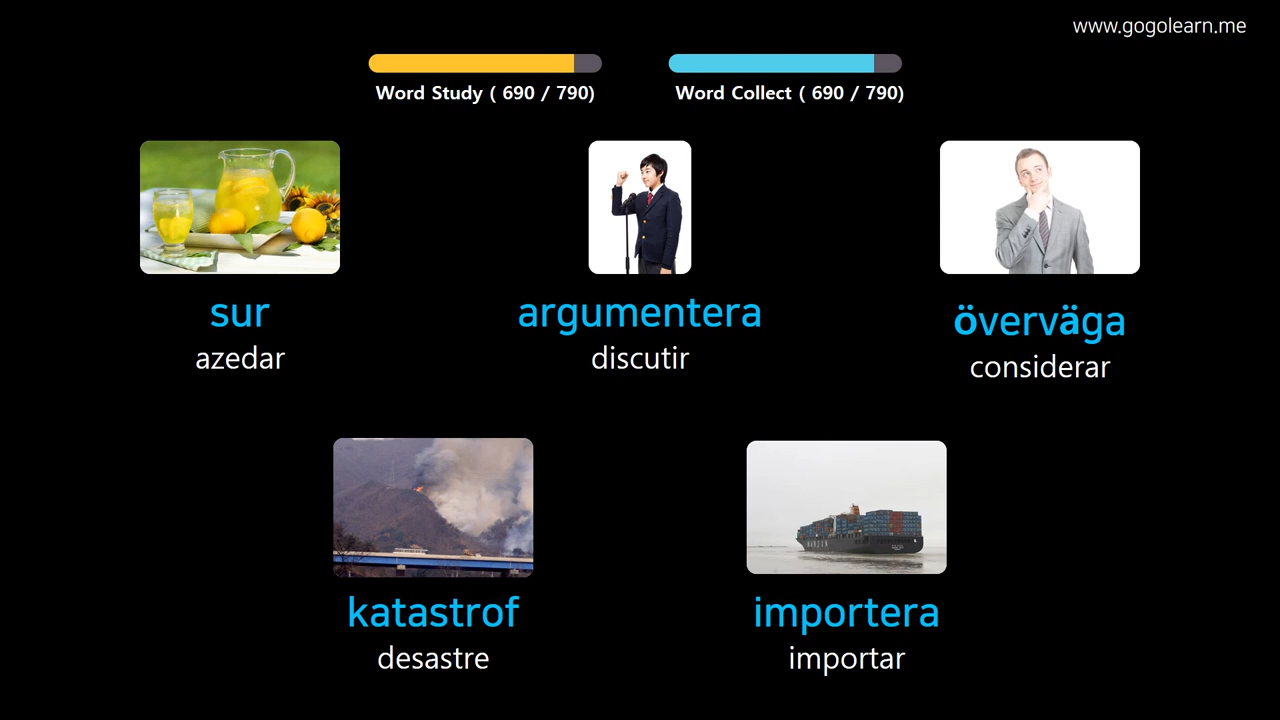 www.gogolearn.me
Word Study ( 690 / 790)
Word Collect ( 690 / 790)
sur
azedar
argumentera
discutir
överväga
considerar
katastrof
desastre
importera
importar